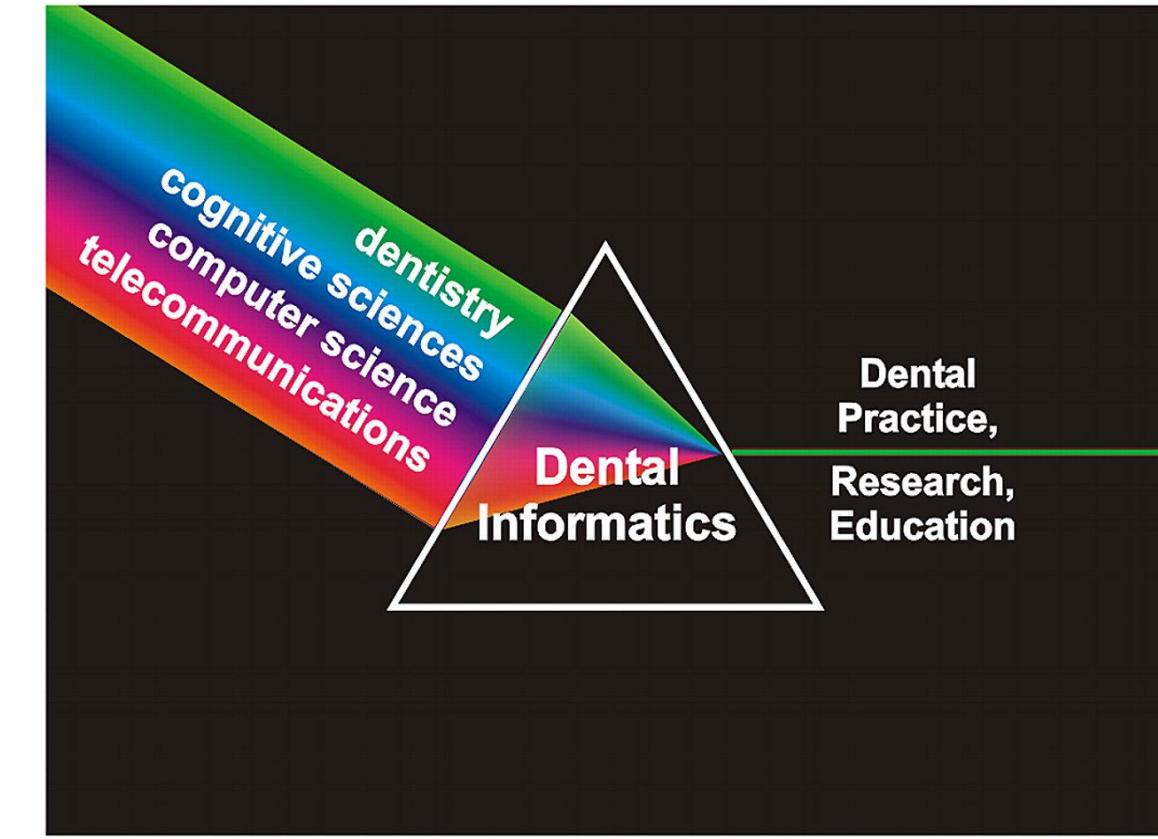 dentistry
cognitive sciences
computer science
telecommunications
Dental
Informatics
Dental
Practice,
Research,
Education